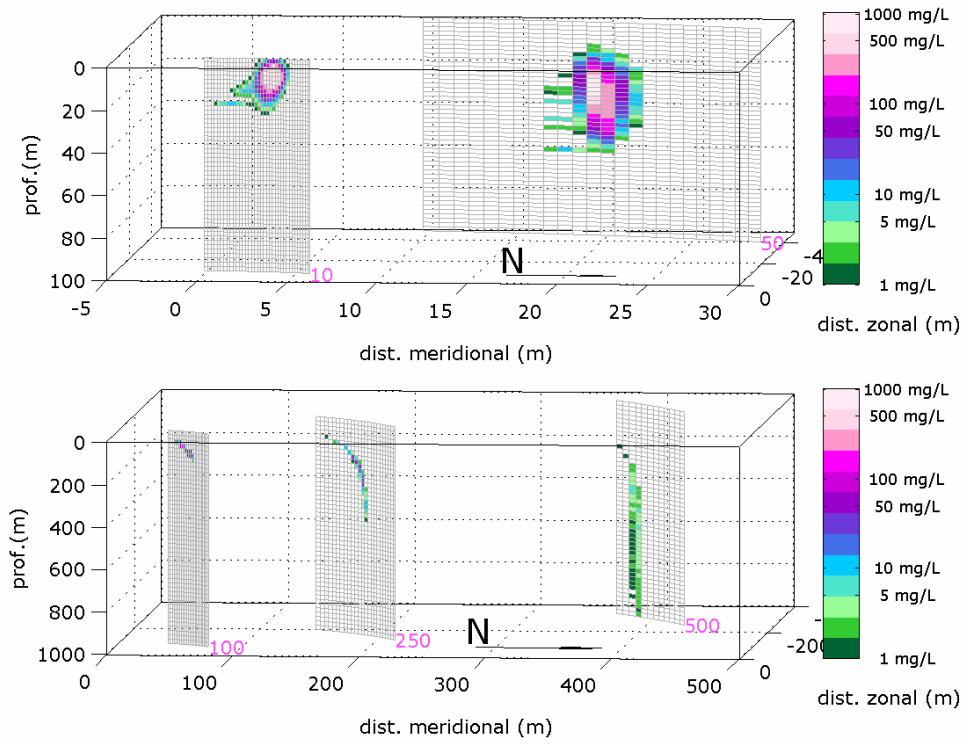 1000 mg/L
500 mg/L
100 mg/L
50 mg/L
10 mg/L
5 mg/L
1 mg/L
dist. zonal (m)
0
20
40
60
80
100
prof.(m)
-5
0
5
10
15
20
25
30
0
-20
-4
10
50
N
dist. meridional (m)
1000 mg/L
500 mg/L
100 mg/L
50 mg/L
10 mg/L
5 mg/L
1 mg/L
dist. zonal (m)
0
200
400
600
800
1000
prof.(m)
0
100
200
300
400
500
0
-200
100
250
500
N
dist. meridional (m)